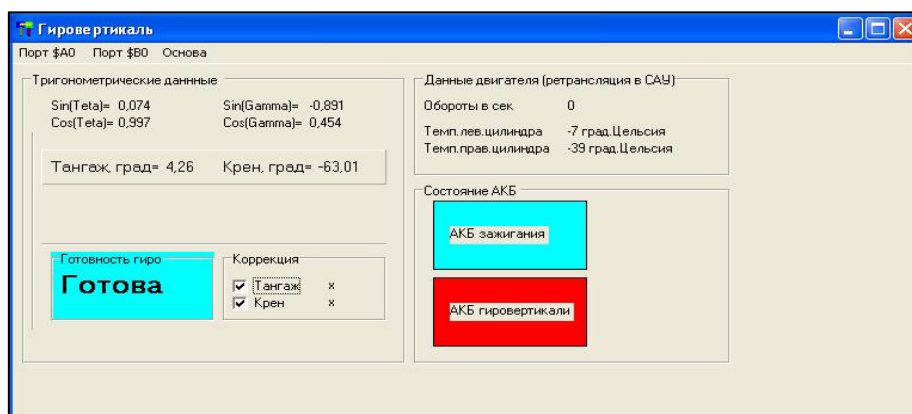 Гировертикаль
Порт $A0 Порт $B0 Основа
Тригонометрические даннные
Sin(Teta)= 0,074 Sin(Gamma)= -0,891
Cos(Teta)= 0,997 Cos(Gamma)= 0,454
Тангаж, град= 4,26 Крен, град= -63,01
Готовность гиро
Готова
Коррекция
Тангаж x
Крен x
Данные двигателя (ретрансляция в САУ)
Обороты в сек 0
Темп.лев.цилиндра -7 град.Цельсия
Темп.прав.цилиндра -39 град.Цельсия
Состояние АКБ
АКБ зажигания
АКБ гировертикали